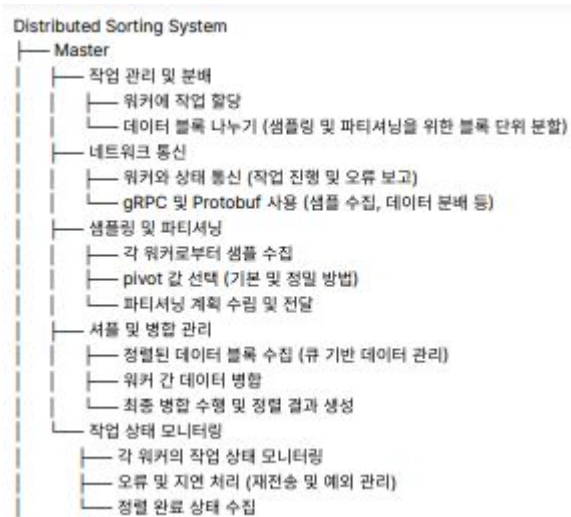 Distributed Sorting System
├── Master
│   ├── 작업 관리 및 분배
│   │   ├── 워커에 작업 할당
│   │   └── 데이터 블록 나누기 (샘플링 및 파티셔닝을 위한 블록 단위 분할)
│   ├── 네트워크 통신
│   │   ├── 워커와 상태 통신 (작업 진행 및 오류 보고)
│   │   └── gRPC 및 Protobuf 사용 (샘플 수집, 데이터 분배 등)
│   ├── 샘플링 및 파티셔닝
│   │   ├── 각 워커로부터 샘플 수집
│   │   ├── pivot 값 선택 (기본 및 정밀 방법)
│   │   └── 파티셔닝 계획 수립 및 전달
│   ├── 셔플 및 병합 관리
│   │   ├── 정렬된 데이터 블록 수집 (큐 기반 데이터 관리)
│   │   ├── 워커 간 데이터 병합
│   │   └── 최종 병합 수행 및 정렬 결과 생성
│   └── 작업 상태 모니터링
│       ├── 각 워커의 작업 상태 모니터링
│       ├── 오류 및 지연 처리 (재전송 및 예외 관리)
│       └── 정렬 완료 상태 수집